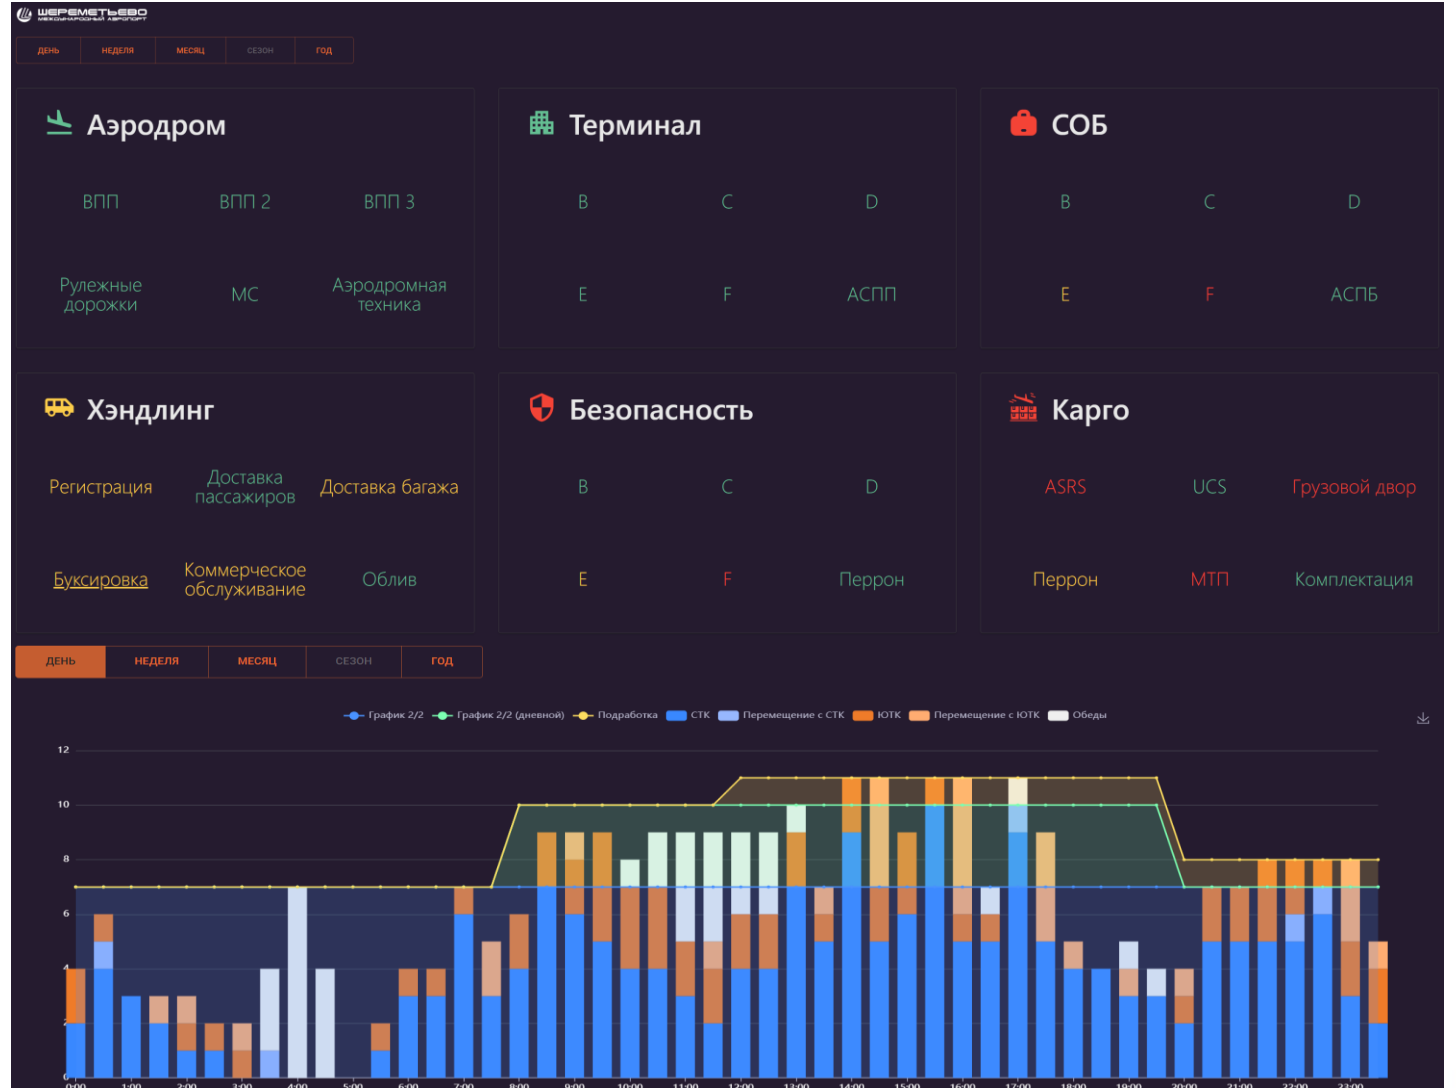 ШЕРЕМЕТЬЕВО
МЕЖДУНАРОДНЫЙ АЭРОПОРТ
ДЕНЬ НЕДЕЛЯ МЕСЯЦ СЕЗОН ГОД
Аэродром
ВПП ВПП 2 ВПП 3
Рулежные дорожки МС Аэродромная техника
Терминал
B C D
E F АСПП
СОБ
B C D
E F АСПБ
Хэндлинг
Регистрация Доставка пассажиров Доставка багажа
Буксировка Коммерческое обслуживание Облив
Безопасность
B C D
E F Перрон
Карго
ASRS UCS Грузовой двор
Перрон МТП Комплектация
ДЕНЬ НЕДЕЛЯ МЕСЯЦ СЕЗОН ГОД
График 2/2 График 2/2 (дневной) Подработка СТК Перемещение с СТК ЮТК Перемещение с ЮТК Обеды
12
10
8
6
4
2
0
0:00 1:00 2:00 3:00 4:00 5:00 6:00 7:00 8:00 9:00 10:00 11:00 12:00 13:00 14:00 15:00 16:00 17:00 18:00 19:00 20:00 21:00 22:00 23:00